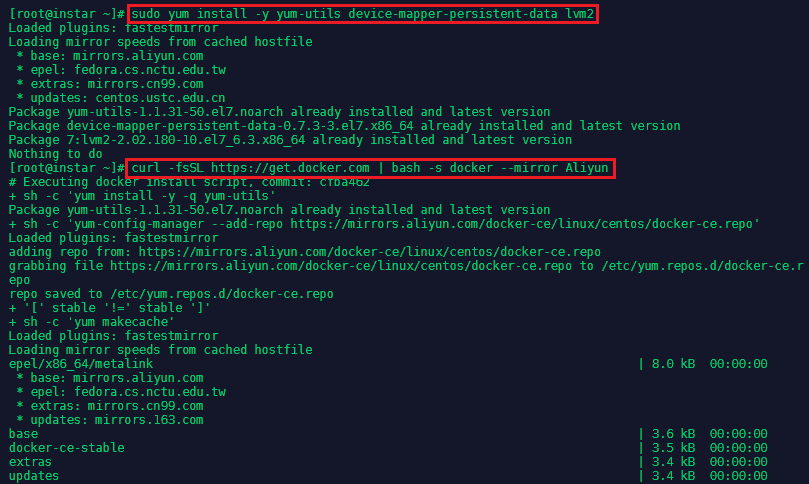 [root@instar ~]# sudo yum install -y yum-utils device-mapper-persistent-data lvm2
Loaded plugins: fastestmirror
Loading mirror speeds from cached hostfile
 * base: mirrors.aliyun.com
 * epel: fedora.cs.nctu.edu.tw
 * extras: mirrors.cn99.com
 * updates: centos.ustc.edu.cn
Package yum-utils-1.1.31-50.el7.noarch already installed and latest version
Package device-mapper-persistent-data-0.7.3-3.el7.x86_64 already installed and latest version
Package 7:lvm2-2.02.180-10.el7_6.3.x86_64 already installed and latest version
Nothing to do
[root@instar ~]# curl -fsSL https://get.docker.com | bash -s docker --mirror Aliyun
# Executing docker install script, commit: cfba462
+ sh -c 'yum install -y -q yum-utils'
Package yum-utils-1.1.31-50.el7.noarch already installed and latest version
+ sh -c 'yum-config-manager --add-repo https://mirrors.aliyun.com/docker-ce/linux/centos/docker-ce.repo'
Loaded plugins: fastestmirror
adding repo from: https://mirrors.aliyun.com/docker-ce/linux/centos/docker-ce.repo
grabbing file https://mirrors.aliyun.com/docker-ce/linux/centos/docker-ce.repo to /etc/yum.repos.d/docker-ce.r
epo
repo saved to /etc/yum.repos.d/docker-ce.repo
+ '[' stable '!=' stable ']'
+ sh -c 'yum makecache'
Loaded plugins: fastestmirror
Loading mirror speeds from cached hostfile
epel/x86_64/metalink | 8.0 kB 00:00:00
 * base: mirrors.aliyun.com
 * epel: fedora.cs.nctu.edu.tw
 * extras: mirrors.cn99.com
 * updates: mirrors.163.com
base | 3.6 kB 00:00:00
docker-ce-stable | 3.5 kB 00:00:00
extras | 3.4 kB 00:00:00
updates | 3.4 kB 00:00:00